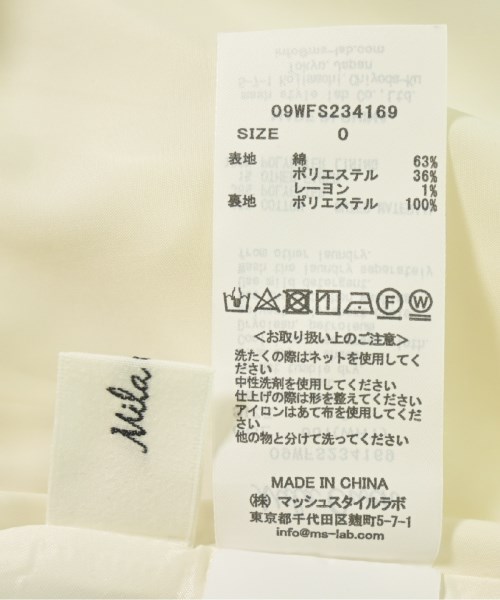 09WFS234169
SIZE 0
表地 綿 63%
ポリエステル 36%
レーヨン 1%
裏地 ポリエステル 100%
＜お取り扱い上のご注意＞
洗たくの際はネットを使用してく
ださい
中性洗剤を使用してください
仕上げの際は形を整えてください
アイロンはあて布を使用してくだ
さい
他の物と分けて洗ってください
MADE IN CHINA
(株) マッシュスタイルラボ
東京都千代田区麹町5-7-1
info@ms-lab.com
Mila